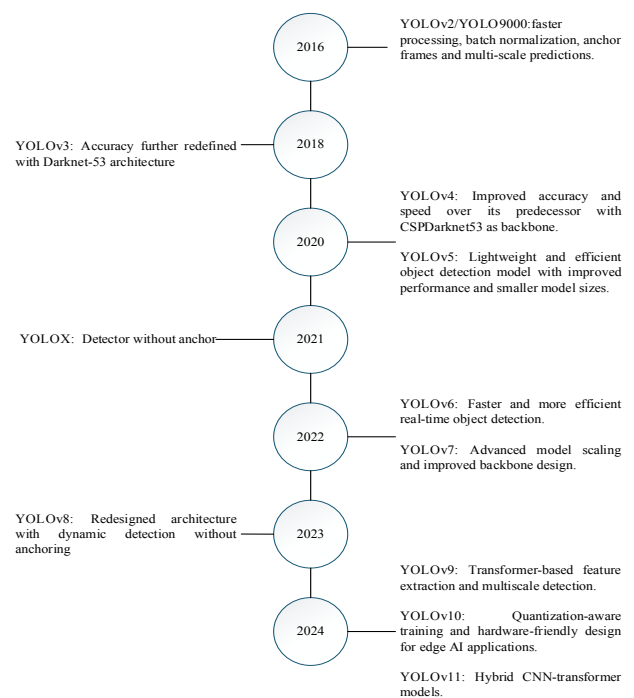 2016
YOLOv2/YOLO9000:faster
processing, batch normalization, anchor
frames and multi-scale predictions.
2018
YOLOv3: Accuracy further redefined
with Darknet-53 architecture
2020
YOLOv4: Improved accuracy and
speed over its predecessor with
CSPDarknet53 as backbone.
YOLOv5: Lightweight and efficient
object detection model with improved
performance and smaller model sizes.
YOLOX: Detector without anchor
2021
2022
YOLOv6: Faster and more efficient
real-time object detection.
YOLOv7: Advanced model scaling
and improved backbone design.
YOLOv8: Redesigned architecture
with dynamic detection without
anchoring
2023
2024
YOLOv9: Transformer-based feature
extraction and multiscale detection.
YOLOv10: Quantization-aware
training and hardware-friendly design
for edge AI applications.
YOLOv11: Hybrid CNN-transformer
models.